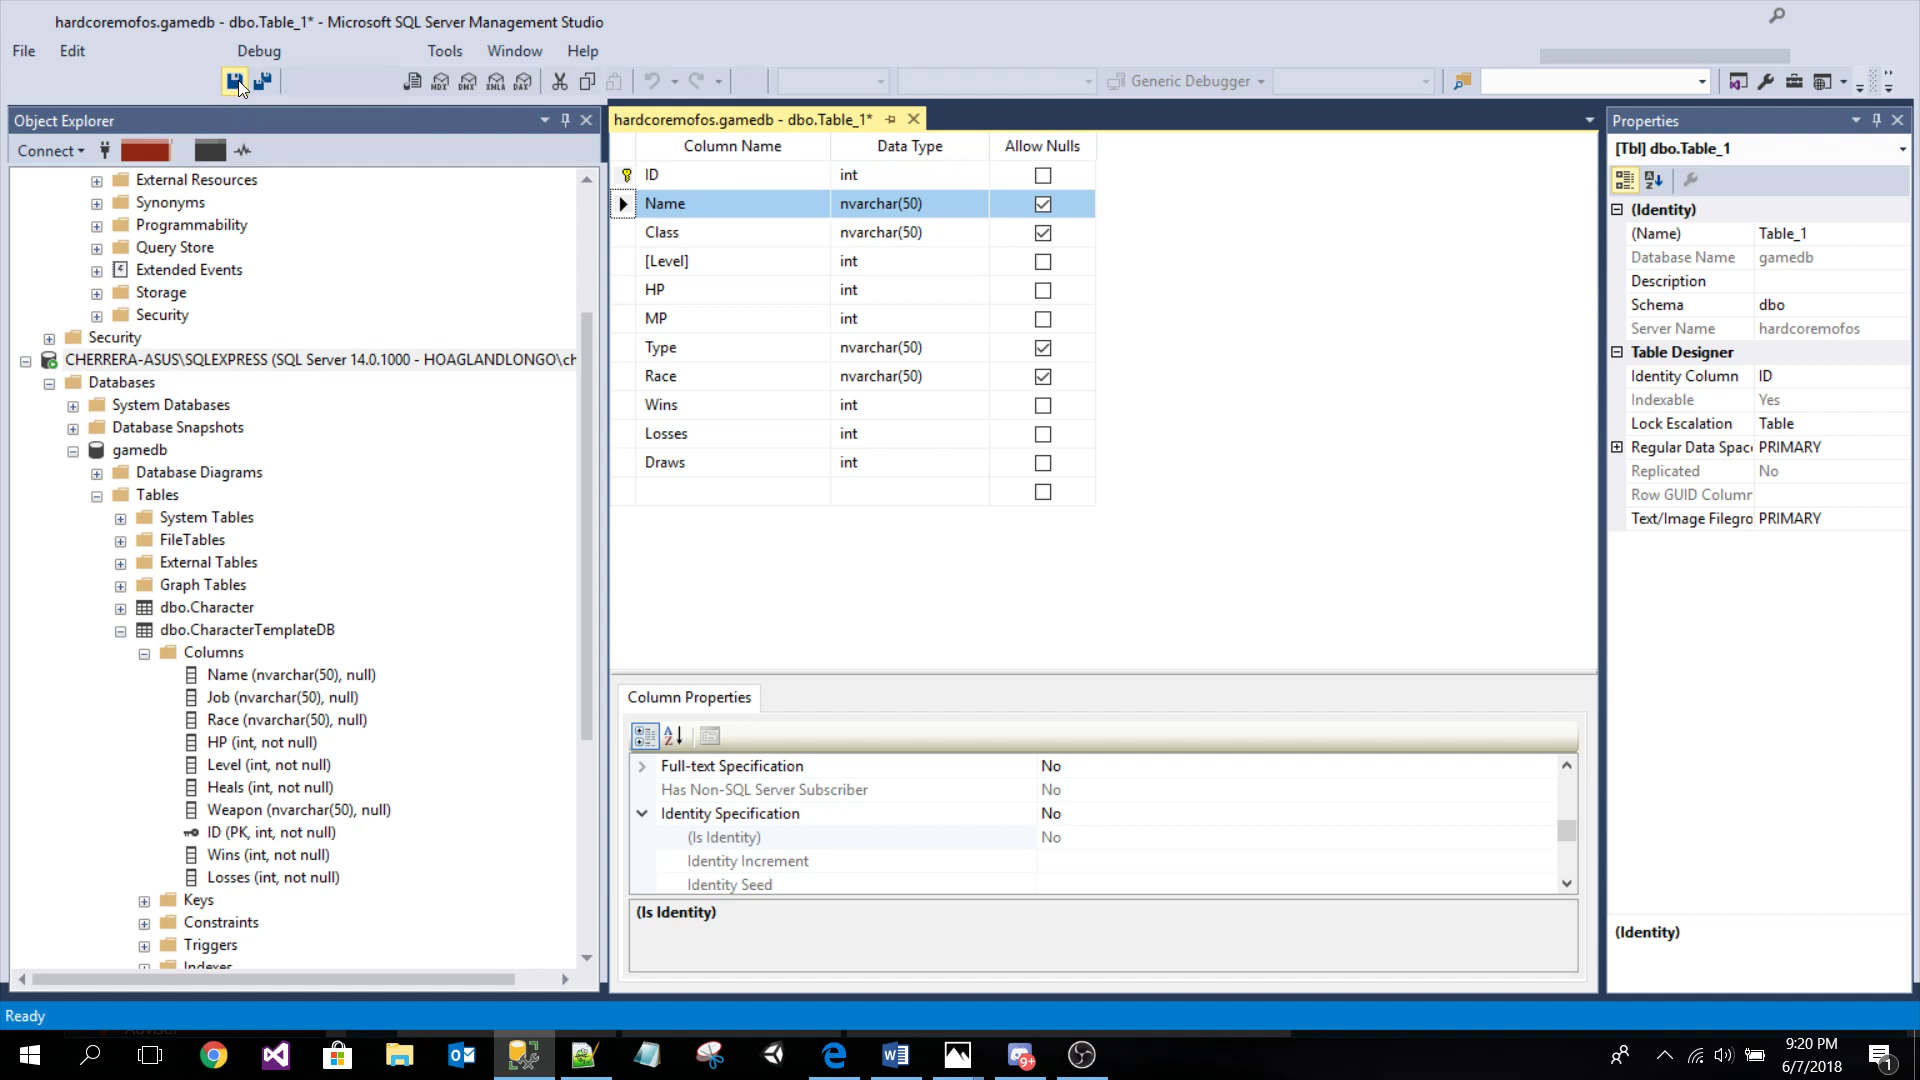 hardcoremofos.gamedb - dbo.Table_1* - Microsoft SQL Server Management Studio
File Edit Debug Tools Window Help
MDX DMX XMLA DAX Generic Debugger
Object Explorer
Connect
External Resources
Synonyms
Programmability
Query Store
Extended Events
Storage
Security
Security
CHERRERA-ASUS\SQLEXPRESS (SQL Server 14.0.1000 - HOAGLANDLONGO\ch
Databases
System Databases
Database Snapshots
gamedb
Database Diagrams
Tables
System Tables
FileTables
External Tables
Graph Tables
dbo.Character
dbo.CharacterTemplateDB
Columns
Name (nvarchar(50), null)
Job (nvarchar(50), null)
Race (nvarchar(50), null)
HP (int, not null)
Level (int, not null)
Heals (int, not null)
Weapon (nvarchar(50), null)
ID (PK, int, not null)
Wins (int, not null)
Losses (int, not null)
Keys
Constraints
Triggers
Indexes
hardcoremofos.gamedb - dbo.Table_1*
Column Name Data Type Allow Nulls
ID int
Name nvarchar(50)
Class nvarchar(50)
[Level] int
HP int
MP int
Type nvarchar(50)
Race nvarchar(50)
Wins int
Losses int
Draws int
Column Properties
Full-text Specification No
Has Non-SQL Server Subscriber No
Identity Specification No
(Is Identity) No
Identity Increment
Identity Seed
(Is Identity)
Properties
[Tbl] dbo.Table_1
(Identity)
(Name) Table_1
Database Name gamedb
Description
Schema dbo
Server Name hardcoremofos
Table Designer
Identity Column ID
Indexable Yes
Lock Escalation Table
Regular Data Spac PRIMARY
Replicated No
Row GUID Column
Text/Image Filegro PRIMARY
(Identity)
Ready
9:20 PM
6/7/2018
9+
1